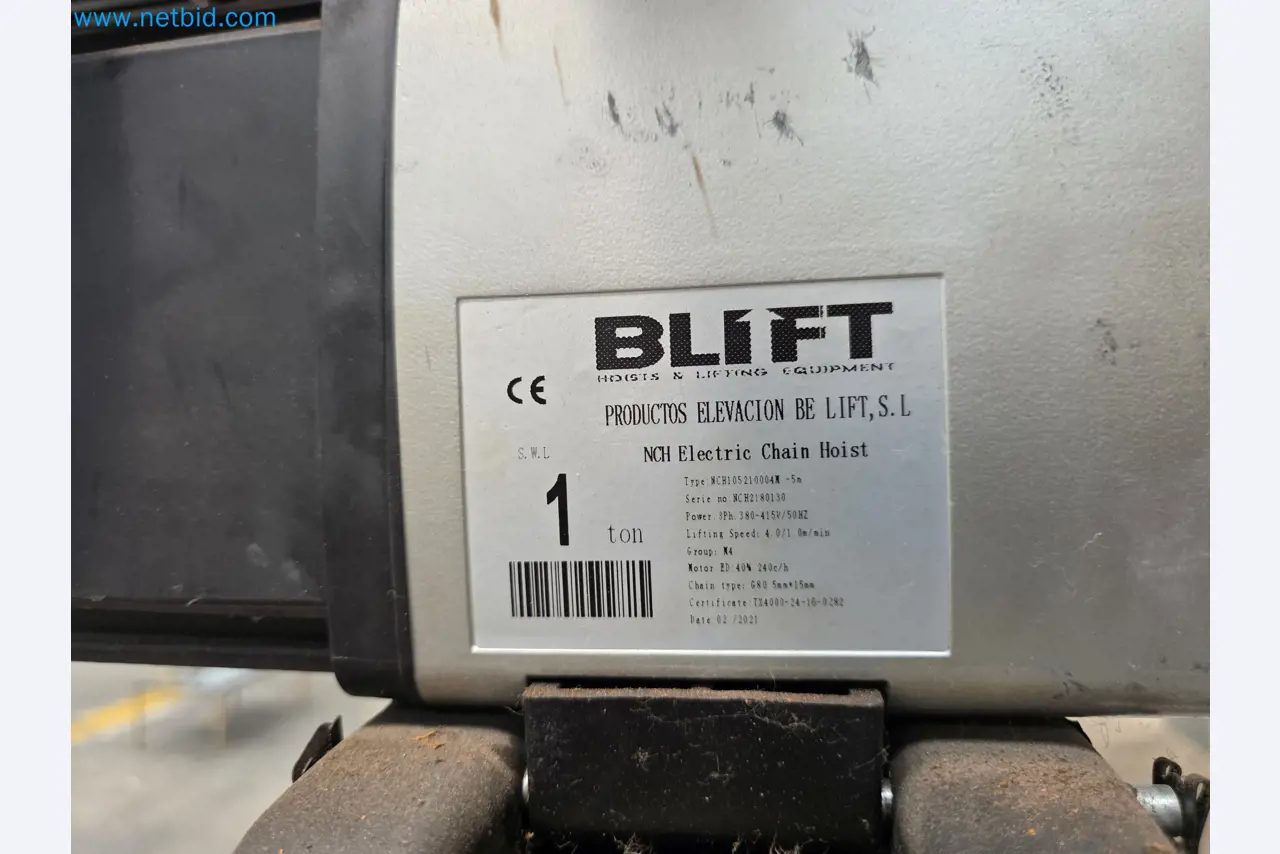 www.netbid.com
BLIFT
HOISTS & LIFTING EQUIPMENT
CE
PRODUCTOS ELEVACION BE LIFT, S.L
S.W.L
NCH Electric Chain Hoist
1 ton
Type NCH105210004M -5m
Serie no NCH2180130
Power 3Ph. 380-415V/50HZ
Lifting Speed: 4.0/1.0m/min
Group: M4
Motor ED 40% 240c/h
Chain type: G80 5mm*15mm
Certificate TX4000-24-16-0282
Date 02 /2021